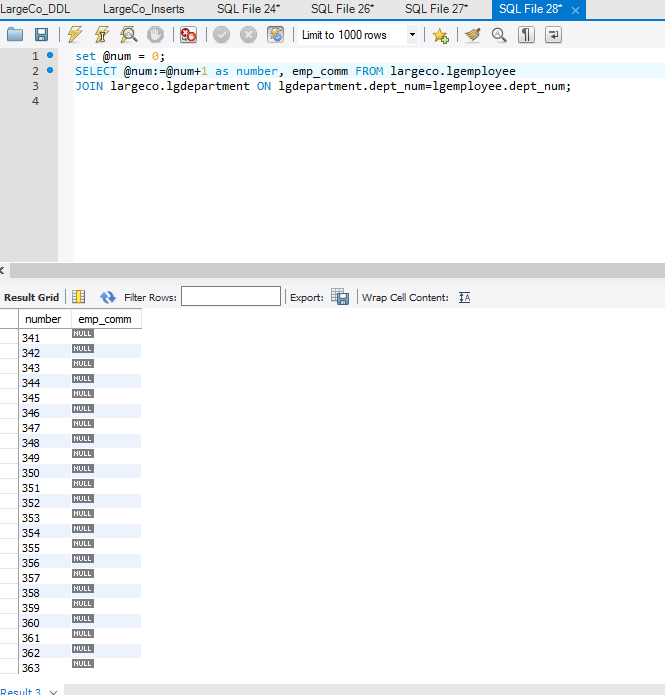 LargeCo_DDL LargeCo_Inserts SQL File 24* SQL File 26* SQL File 27* SQL File 28* ×
Limit to 1000 rows
1 set @num = 0;
2 SELECT @num:=@num+1 as number, emp_comm FROM largeco.lgemployee
3 JOIN largeco.lgdepartment ON lgdepartment.dept_num=lgemployee.dept_num;
4
Result Grid Filter Rows: Export: Wrap Cell Content: IA
number emp_comm
341 NULL
342 NULL
343 NULL
344 NULL
345 NULL
346 NULL
347 NULL
348 NULL
349 NULL
350 NULL
351 NULL
352 NULL
353 NULL
354 NULL
355 NULL
356 NULL
357 NULL
358 NULL
359 NULL
360 NULL
361 NULL
362 NULL
363 NULL
Result 3